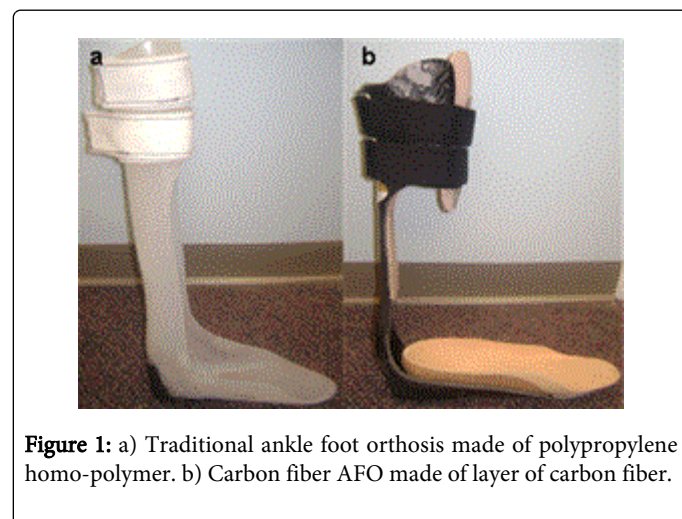 a b
Figure 1: a) Traditional ankle foot orthosis made of polypropylene
homo-polymer. b) Carbon fiber AFO made of layer of carbon fiber.